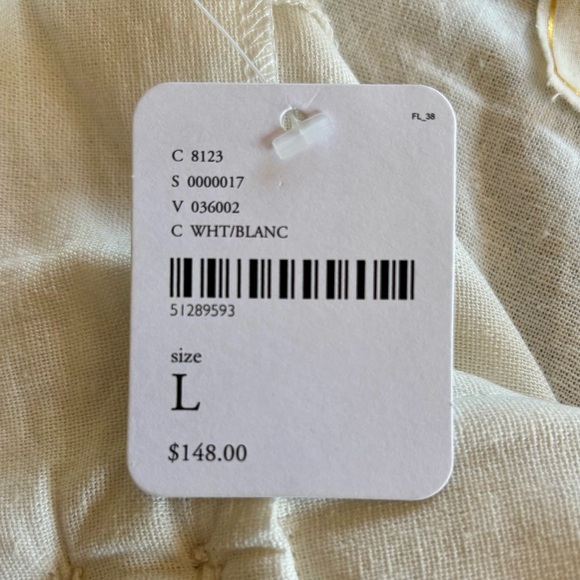 FL_38
C 8123
S 0000017
V 036002
C WHT/BLANC
51289593
size
L
$148.00